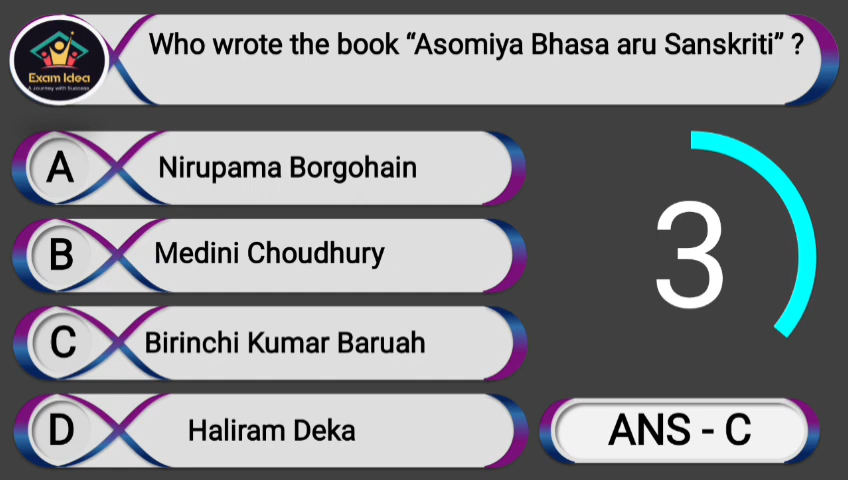 Who wrote the book “Asomiya Bhasa aru Sanskriti” ?
Exam Idea
A Journey with Success
A Nirupama Borgohain
B Medini Choudhury
C Birinchi Kumar Baruah
D Haliram Deka
3
ANS - C